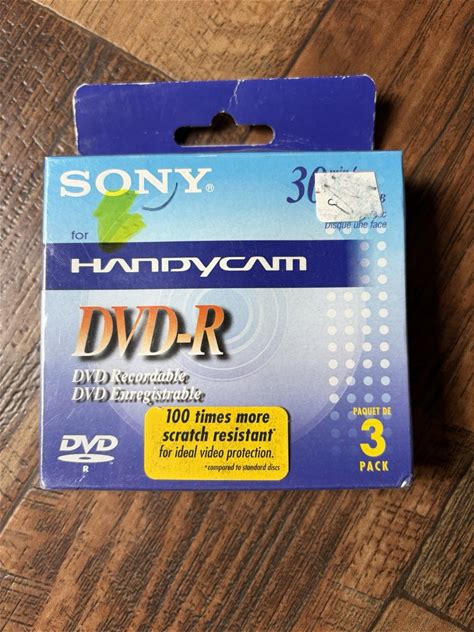 SONY®
30 min/
Disque une face
for
HANDYCAM
DVD-R
DVD Recordable
DVD Enregistrable
100 times more
scratch resistant*
for ideal video protection.
*compared to standard discs
DVD
R
PAQUET DE
3
PACK